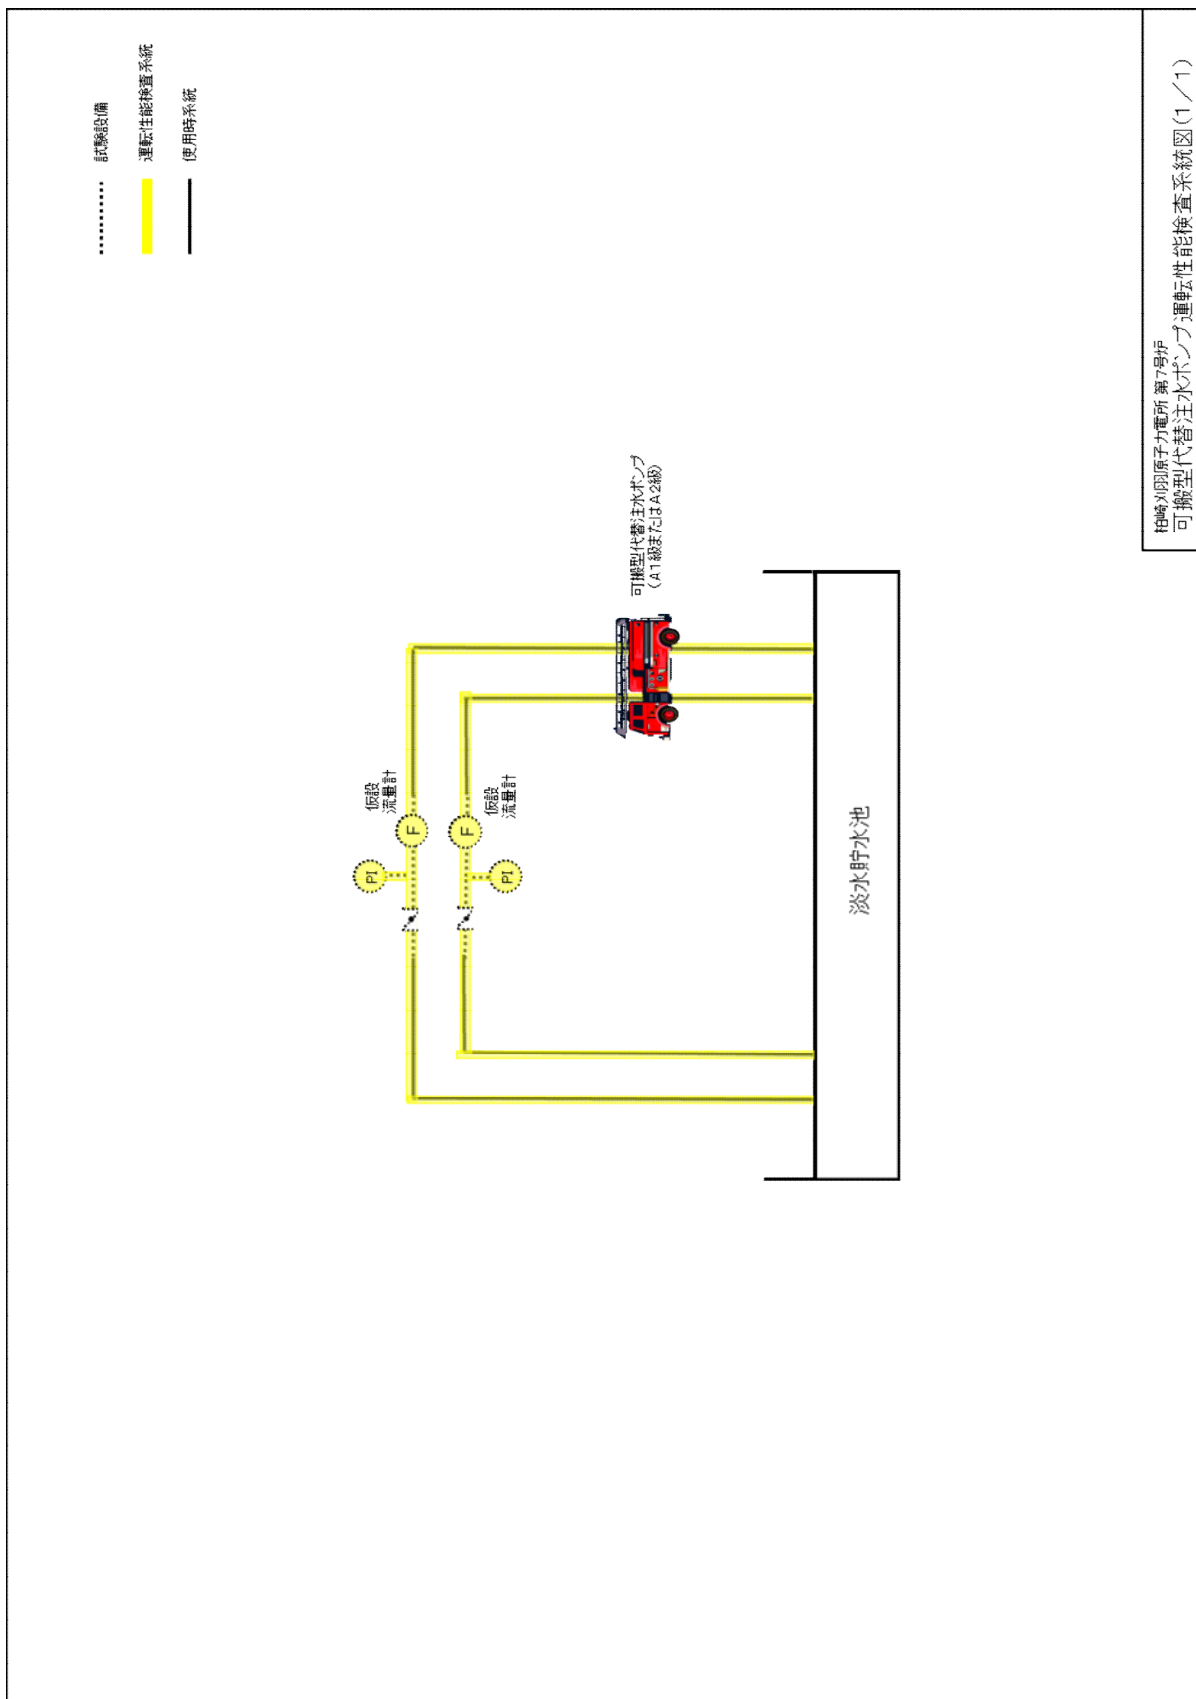 試験設備
運転性能検査系統
使用時系統
可搬型代替注水ポンプ
(A1級またはA2級)
仮設
流量計
F
PI
仮設
流量計
F
PI
淡水貯水池
柏崎刈羽原子力発電所 第7号炉
可搬型代替注水ポンプ運転性能検査系統図(1/1)